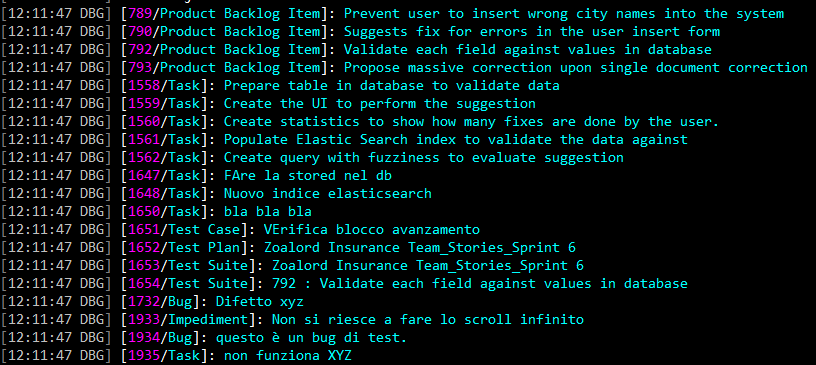 [12:11:47 DBG] [789/Product Backlog Item]: Prevent user to insert wrong city names into the system
[12:11:47 DBG] [790/Product Backlog Item]: Suggests fix for errors in the user insert form
[12:11:47 DBG] [792/Product Backlog Item]: Validate each field against values in database
[12:11:47 DBG] [793/Product Backlog Item]: Propose massive correction upon single document correction
[12:11:47 DBG] [1558/Task]: Prepare table in database to validate data
[12:11:47 DBG] [1559/Task]: Create the UI to perform the suggestion
[12:11:47 DBG] [1560/Task]: Create statistics to show how many fixes are done by the user.
[12:11:47 DBG] [1561/Task]: Populate Elastic Search index to validate the data against
[12:11:47 DBG] [1562/Task]: Create query with fuzziness to evaluate suggestion
[12:11:47 DBG] [1647/Task]: FAre la stored nel db
[12:11:47 DBG] [1648/Task]: Nuovo indice elasticsearch
[12:11:47 DBG] [1650/Task]: bla bla bla
[12:11:47 DBG] [1651/Test Case]: VErifica blocco avanzamento
[12:11:47 DBG] [1652/Test Plan]: Zoalord Insurance Team_Stories_Sprint 6
[12:11:47 DBG] [1653/Test Suite]: Zoalord Insurance Team_Stories_Sprint 6
[12:11:47 DBG] [1654/Test Suite]: 792 : Validate each field against values in database
[12:11:47 DBG] [1732/Bug]: Difetto xyz
[12:11:47 DBG] [1933/Impediment]: Non si riesce a fare lo scroll infinito
[12:11:47 DBG] [1934/Bug]: questo è un bug di test.
[12:11:47 DBG] [1935/Task]: non funziona XYZ